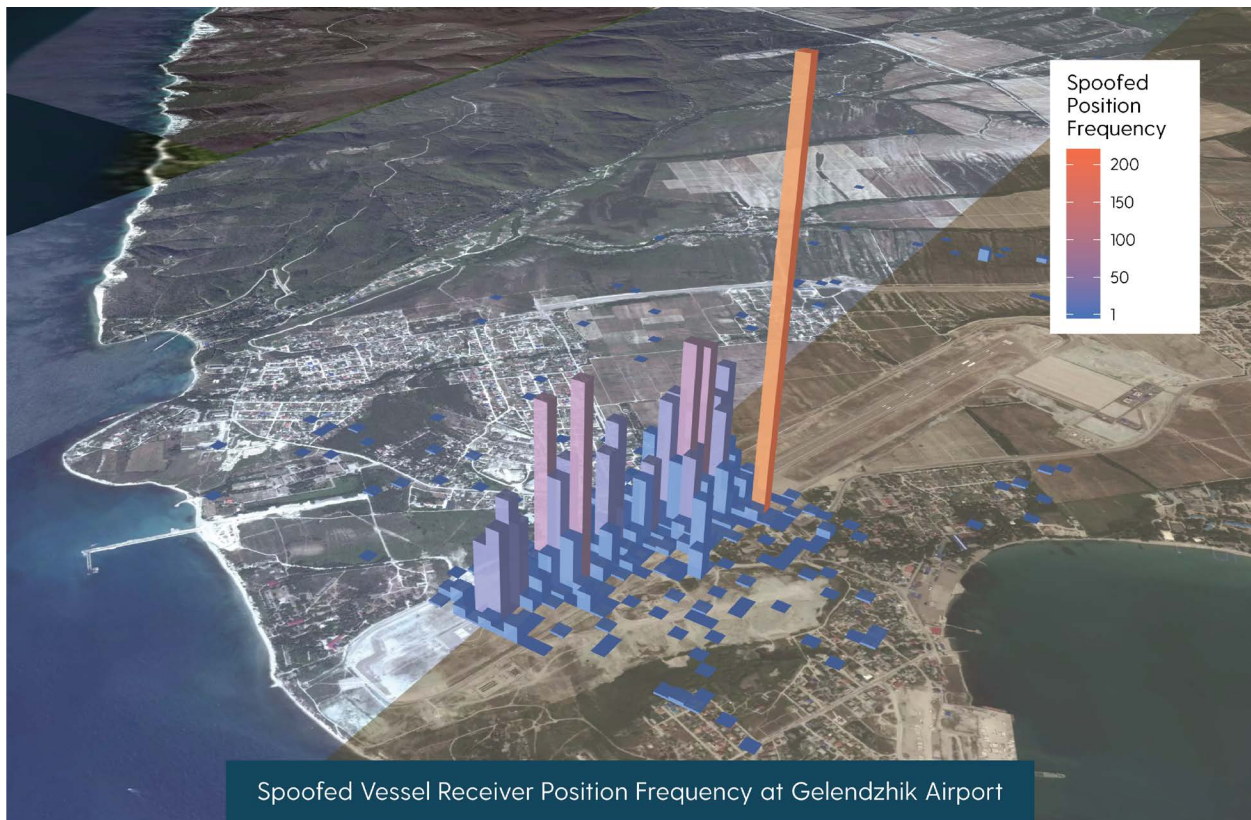 Spoofed
Position
Frequency
200
150
100
50
1
Spoofed Vessel Receiver Position Frequency at Gelendzhik Airport